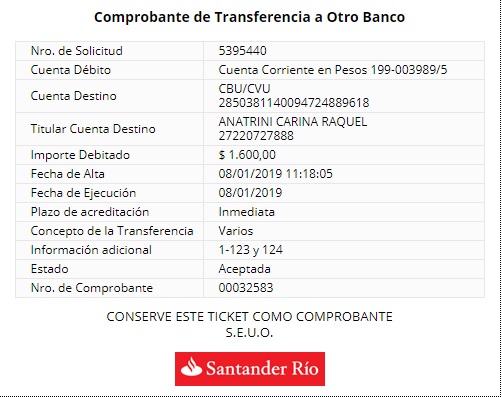 Comprobante de Transferencia a Otro Banco
Nro. de Solicitud 5395440
Cuenta Débito Cuenta Corriente en Pesos 199-003989/5
Cuenta Destino CBU/CVU
2850381140094724889618
Titular Cuenta Destino ANATRINI CARINA RAQUEL
27220727888
Importe Debitado $ 1.600,00
Fecha de Alta 08/01/2019 11:18:05
Fecha de Ejecución 08/01/2019
Plazo de acreditación Inmediata
Concepto de la Transferencia Varios
Información adicional 1-123 y 124
Estado Aceptada
Nro. de Comprobante 00032583
CONSERVE ESTE TICKET COMO COMPROBANTE
S.E.U.O.
Santander Río